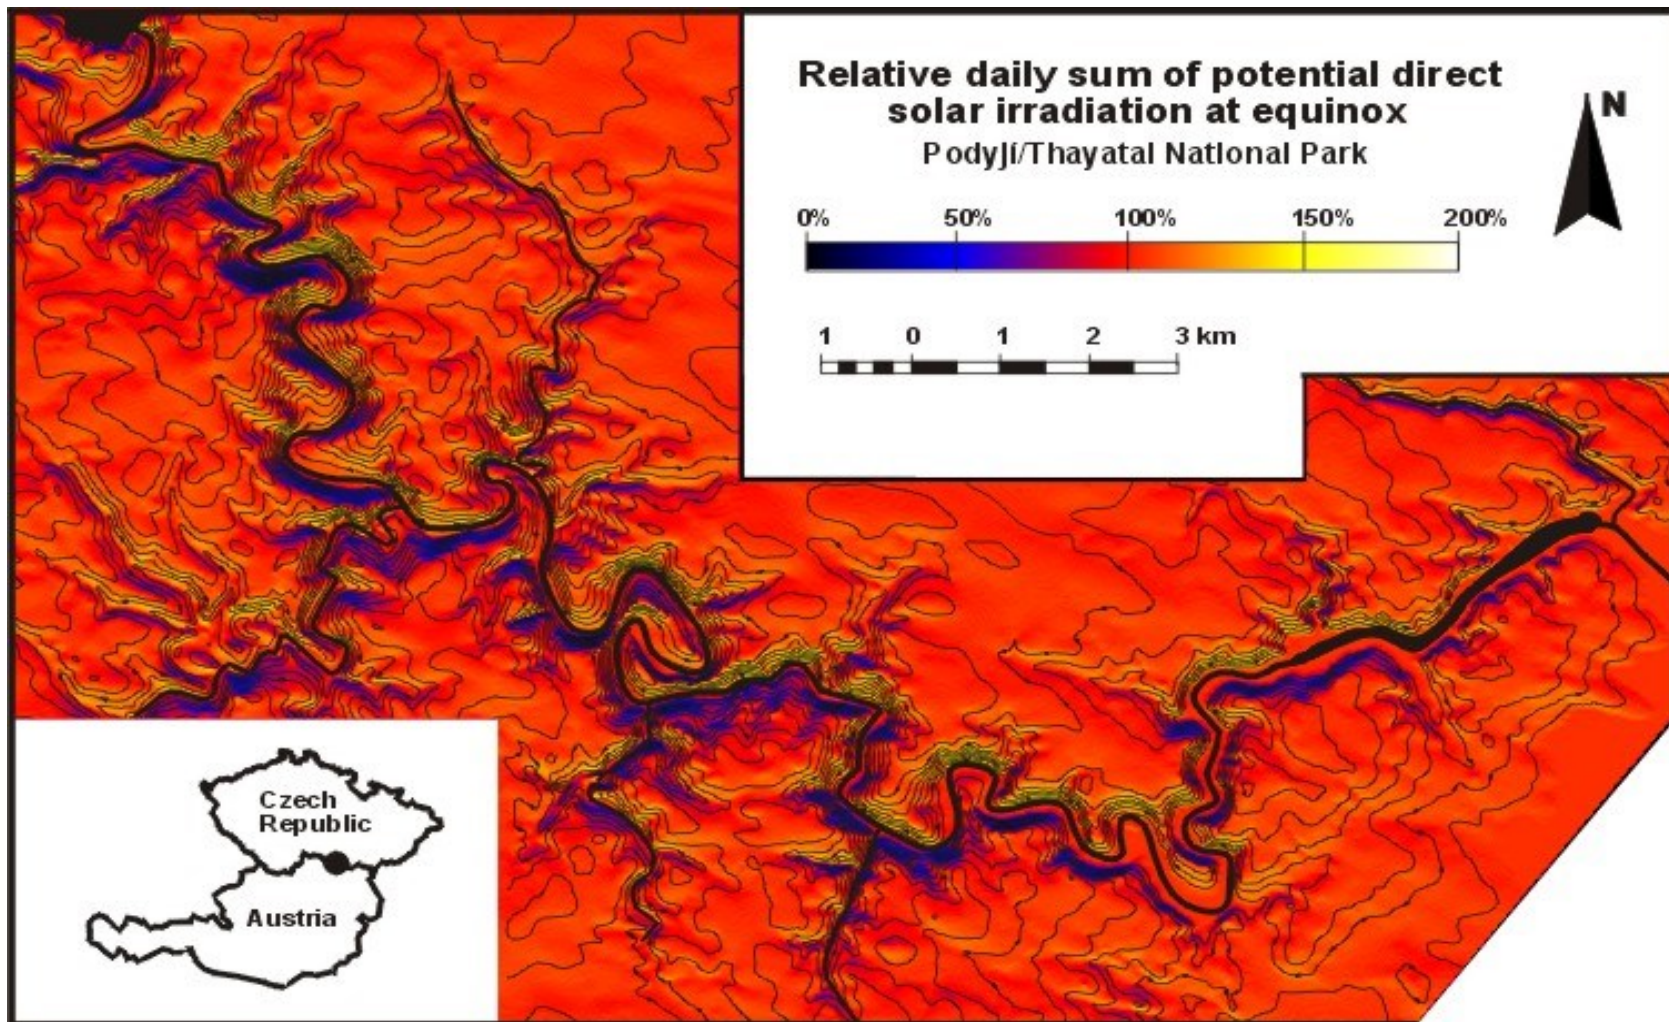 Relative daily sum of potential direct
solar irradiation at equinox
PodyJí/Thayatal NatIonal Park
N
0% 50% 100% 150% 200%
1 0 1 2 3 km
Czech
Republic
Austria